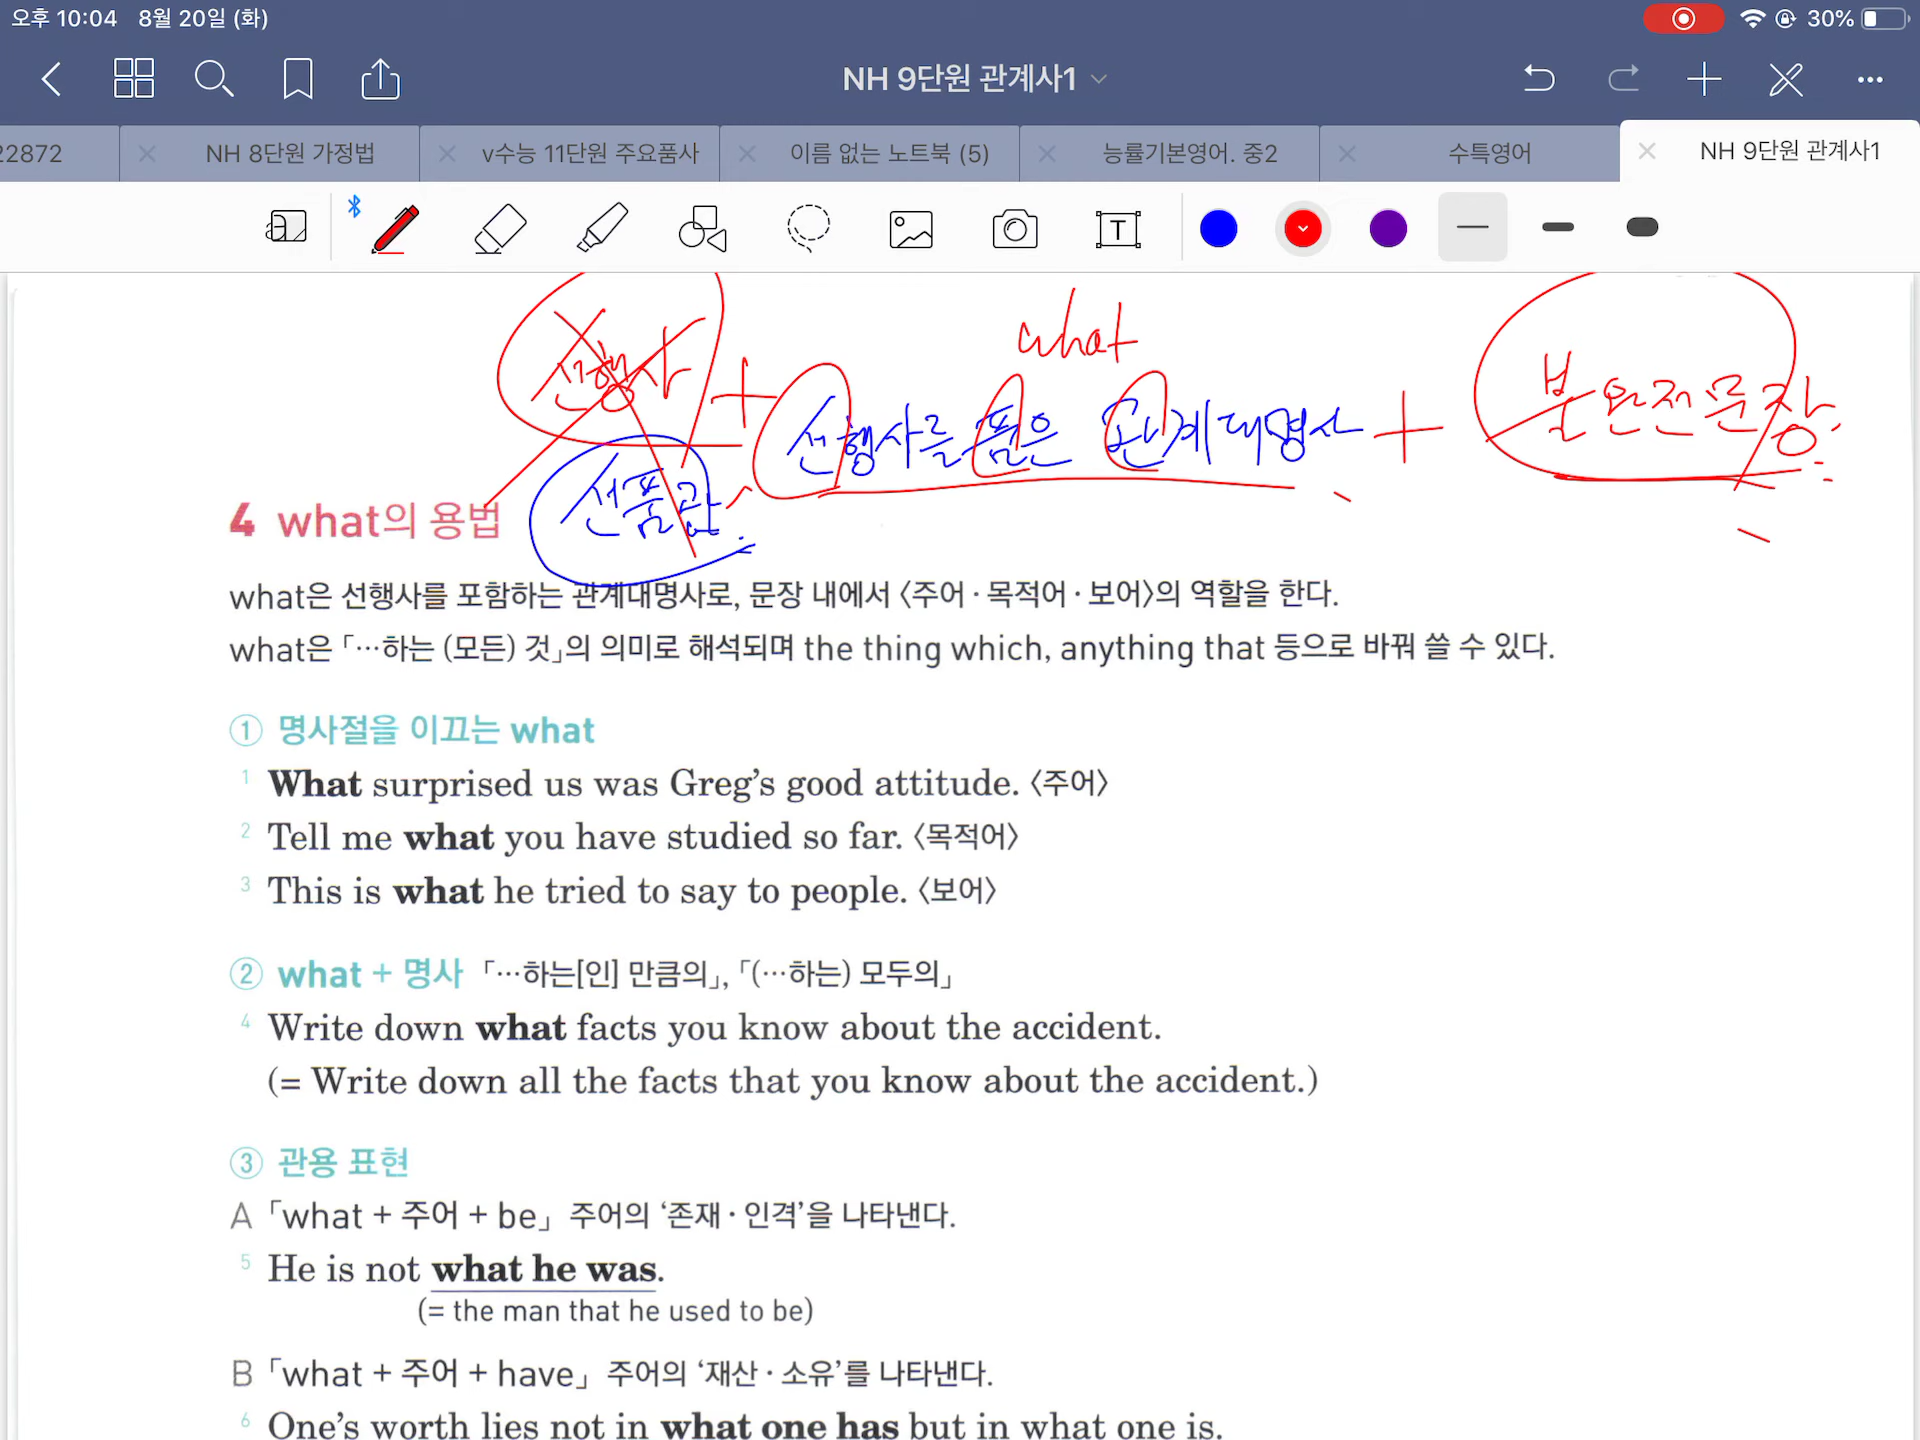 오후 10:04 8월 20일 (화) 30%
NH 9단원 관계사1
22872 NH 8단원 가정법 v수능 11단원 주요품사 이름 없는 노트북 (5) 능률기본영어. 중2 수특영어 NH 9단원 관계사1
what
선행사 + 선행사를 품은 관계대명사 + 불완전문장
선품관
4 what의 용법
what은 선행사를 포함하는 관계대명사로, 문장 내에서 〈주어·목적어·보어〉의 역할을 한다.
what은 「…하는 (모든) 것」의 의미로 해석되며 the thing which, anything that 등으로 바꿔 쓸 수 있다.
① 명사절을 이끄는 what
1 What surprised us was Greg’s good attitude. 〈주어〉
2 Tell me what you have studied so far. 〈목적어〉
3 This is what he tried to say to people. 〈보어〉
② what + 명사 「…하는[인] 만큼의」, 「(…하는) 모두의」
4 Write down what facts you know about the accident.
(= Write down all the facts that you know about the accident.)
③ 관용 표현
A 「what + 주어 + be」 주어의 ‘존재·인격’을 나타낸다.
5 He is not what he was.
(= the man that he used to be)
B 「what + 주어 + have」 주어의 ‘재산·소유’를 나타낸다.
6 One’s worth lies not in what one has but in what one is.